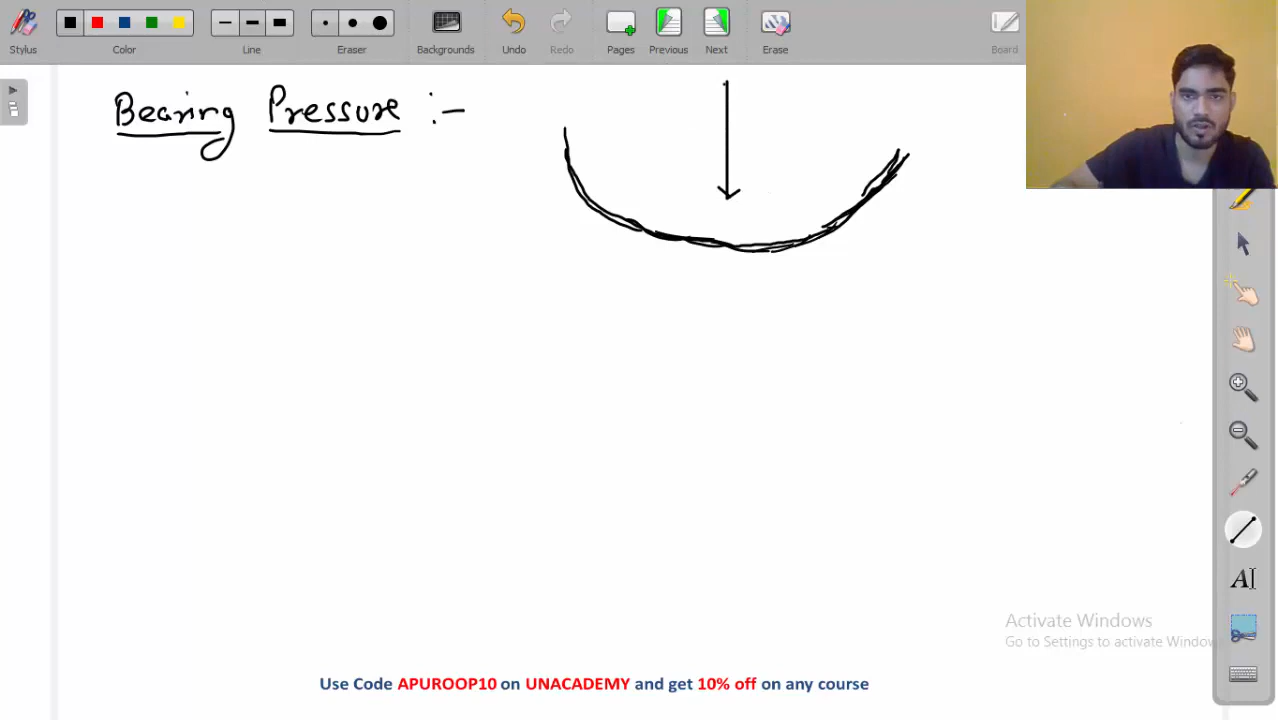 Stylus
Color
Line
Eraser
Backgrounds
Undo
Redo
Pages
Previous
Next
Erase
Board
Bearing Pressure :-
A
Activate Windows
Go to Settings to activate Windows
Use Code APUROOP10 on UNACADEMY and get 10% off on any course